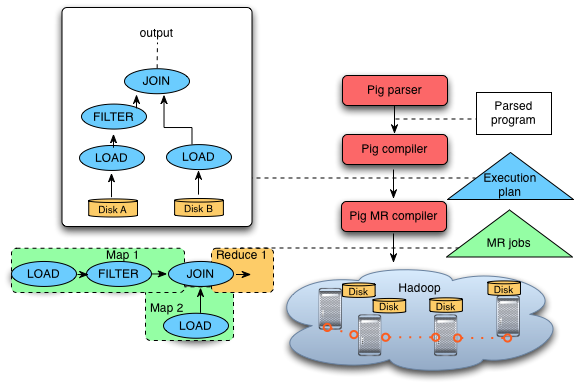 output
JOIN
FILTER
LOAD
LOAD
Disk A
Disk B
Pig parser
Parsed
program
Pig compiler
Execution
plan
Pig MR compiler
MR jobs
Map 1
Reduce 1
LOAD
FILTER
JOIN
Map 2
LOAD
Hadoop
Disk
Disk
Disk
Disk